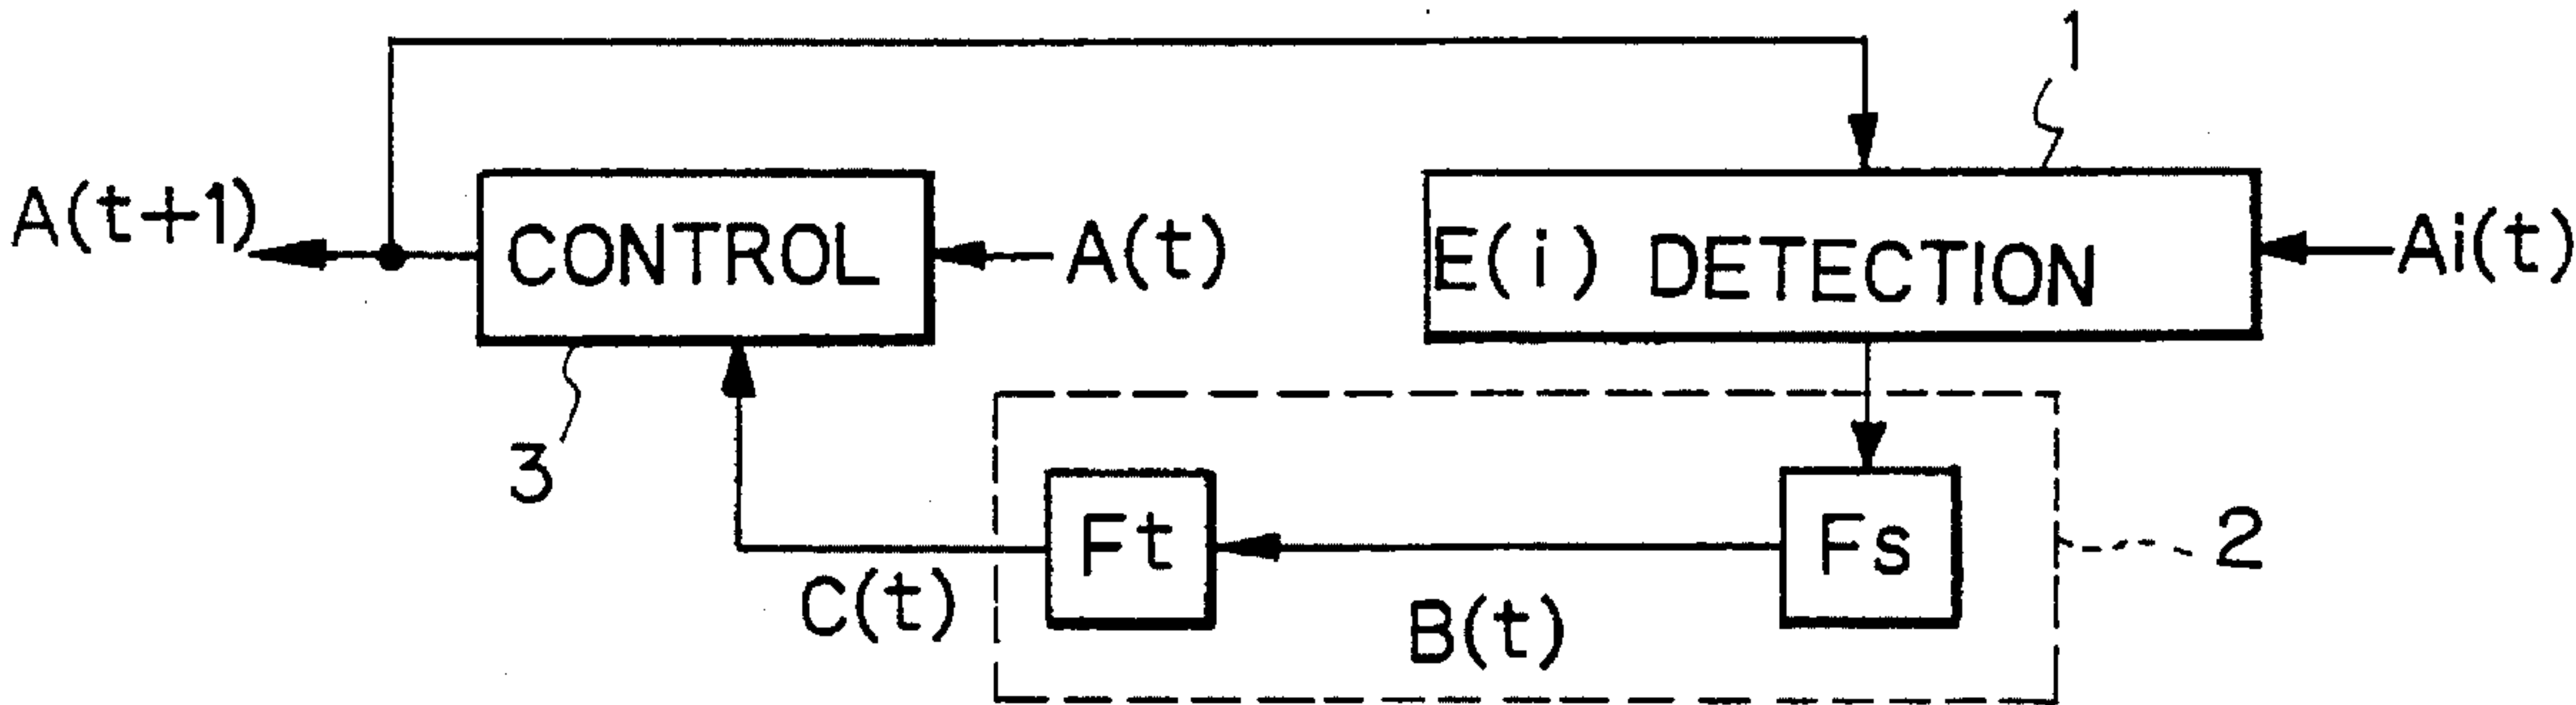 1
A(t+1)
CONTROL
A(t)
E(i) DETECTION
Ai(t)
3
Ft
Fs
2
C(t)
B(t)